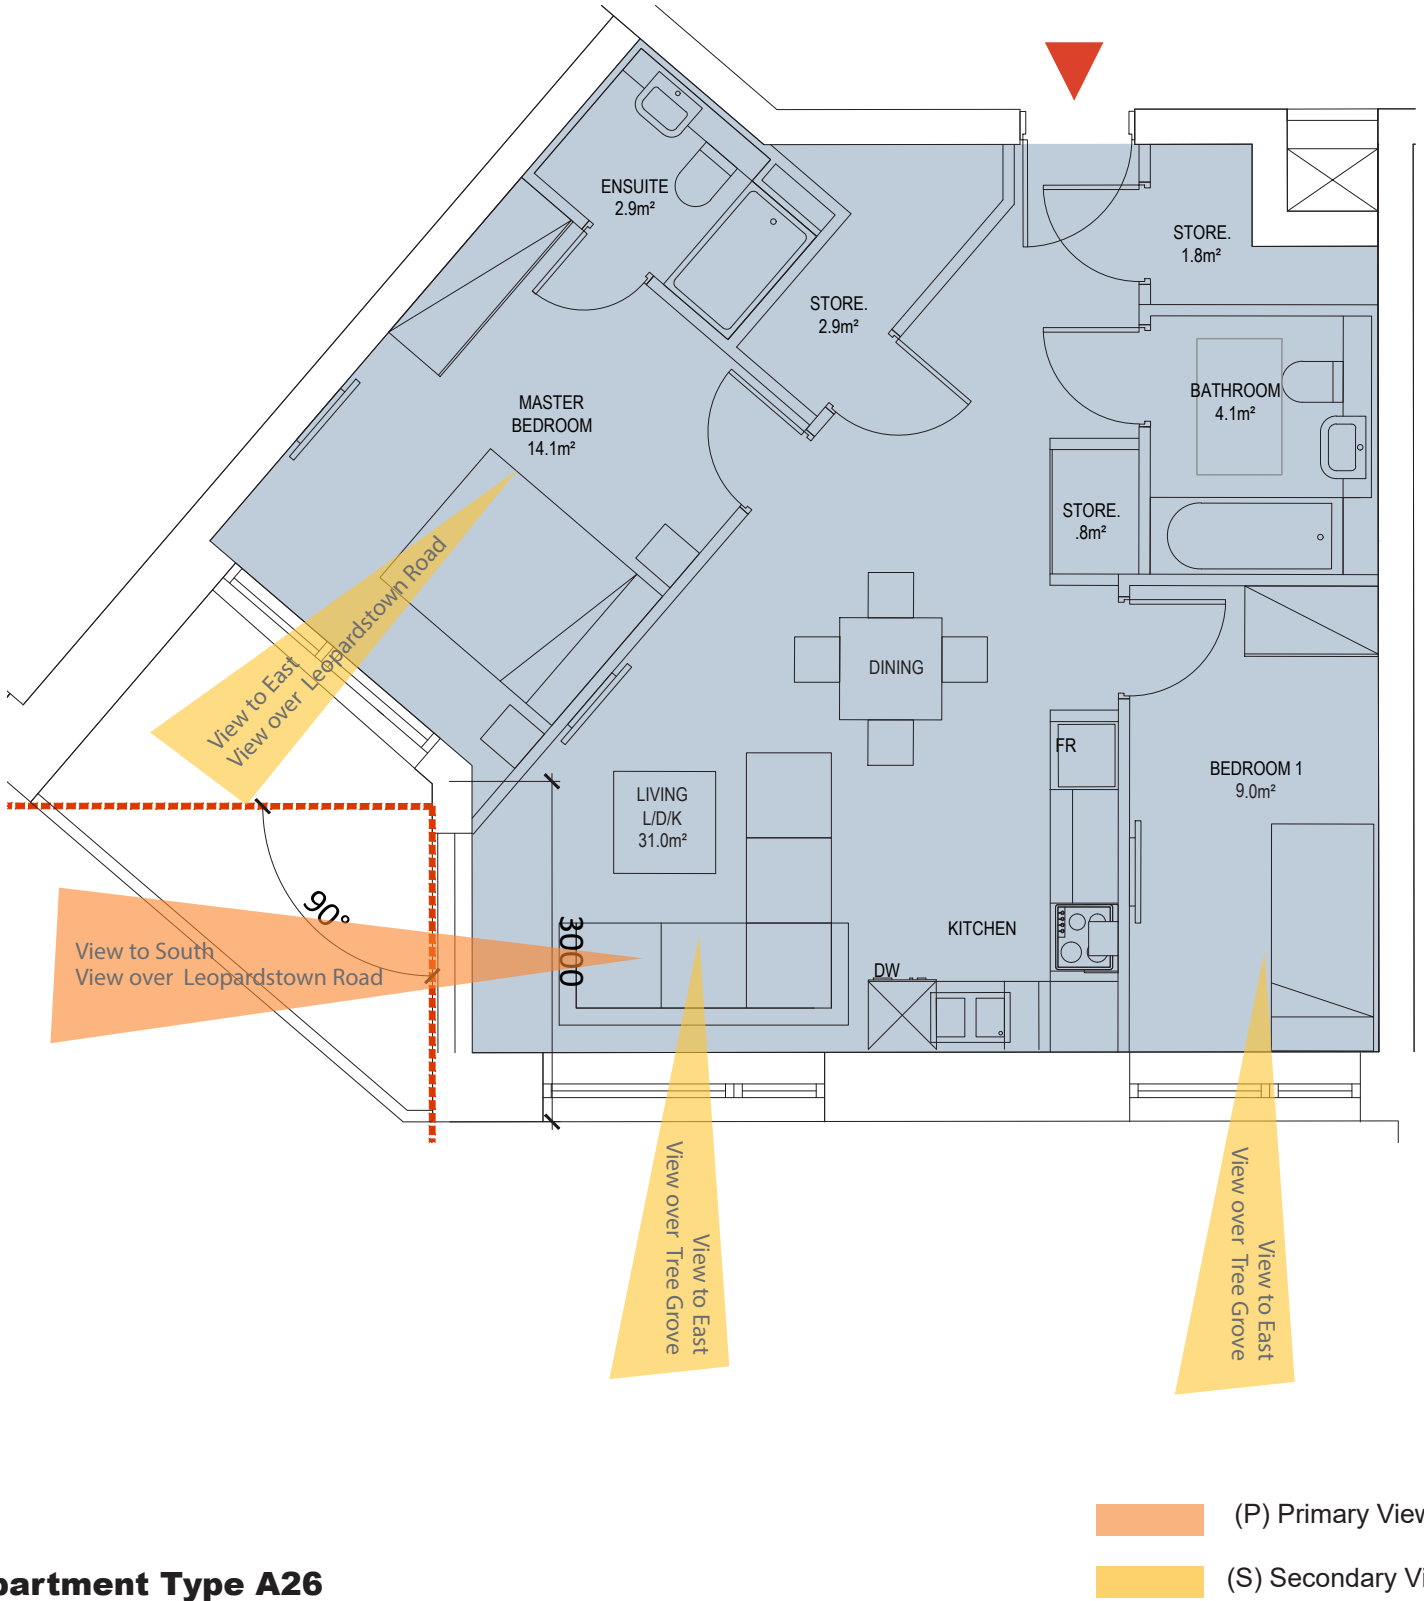 ENSUITE
2.9m²
STORE.
1.8m²
STORE.
2.9m²
BATHROOM
4.1m²
MASTER
BEDROOM
14.1m²
STORE.
.8m²
View to East
View over Leopardstown Road
DINING
FR
BEDROOM 1
9.0m²
LIVING
L/D/K
31.0m²
90°
3000
View to South
View over Leopardstown Road
KITCHEN
DW
View to East
View over Tree Grove
View to East
View over Tree Grove
(P) Primary View
(S) Secondary Vi
partment Type A26